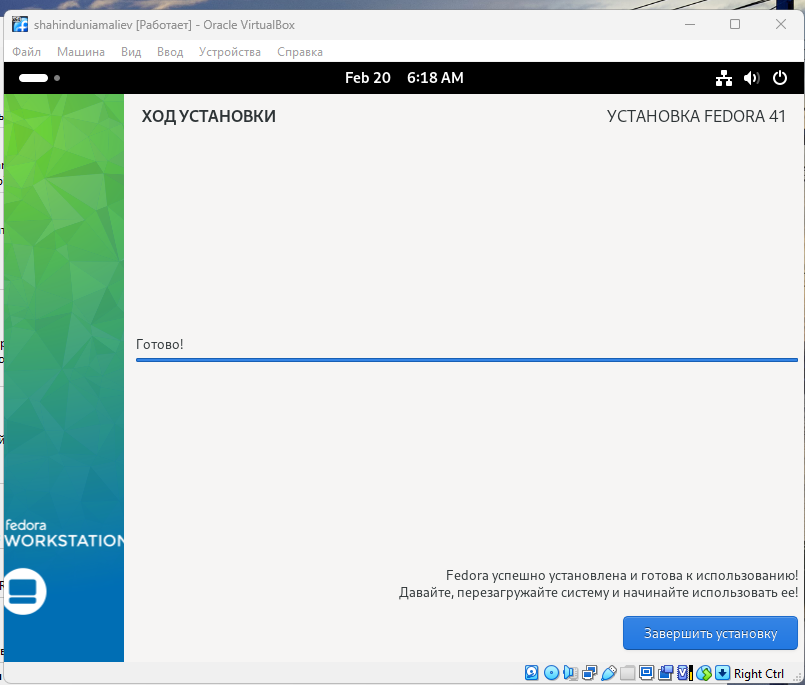 shahinduniamaliev [Работает] - Oracle VirtualBox
Файл Машина Вид Ввод Устройства Справка
Feb 20 6:18 AM
ХОД УСТАНОВКИ УСТАНОВКА FEDORA 41
Готово!
fedora
WORKSTATION
Fedora успешно установлена и готова к использованию!
Давайте, перезагружайте систему и начинайте использовать ее!
Завершить установку
Right Ctrl